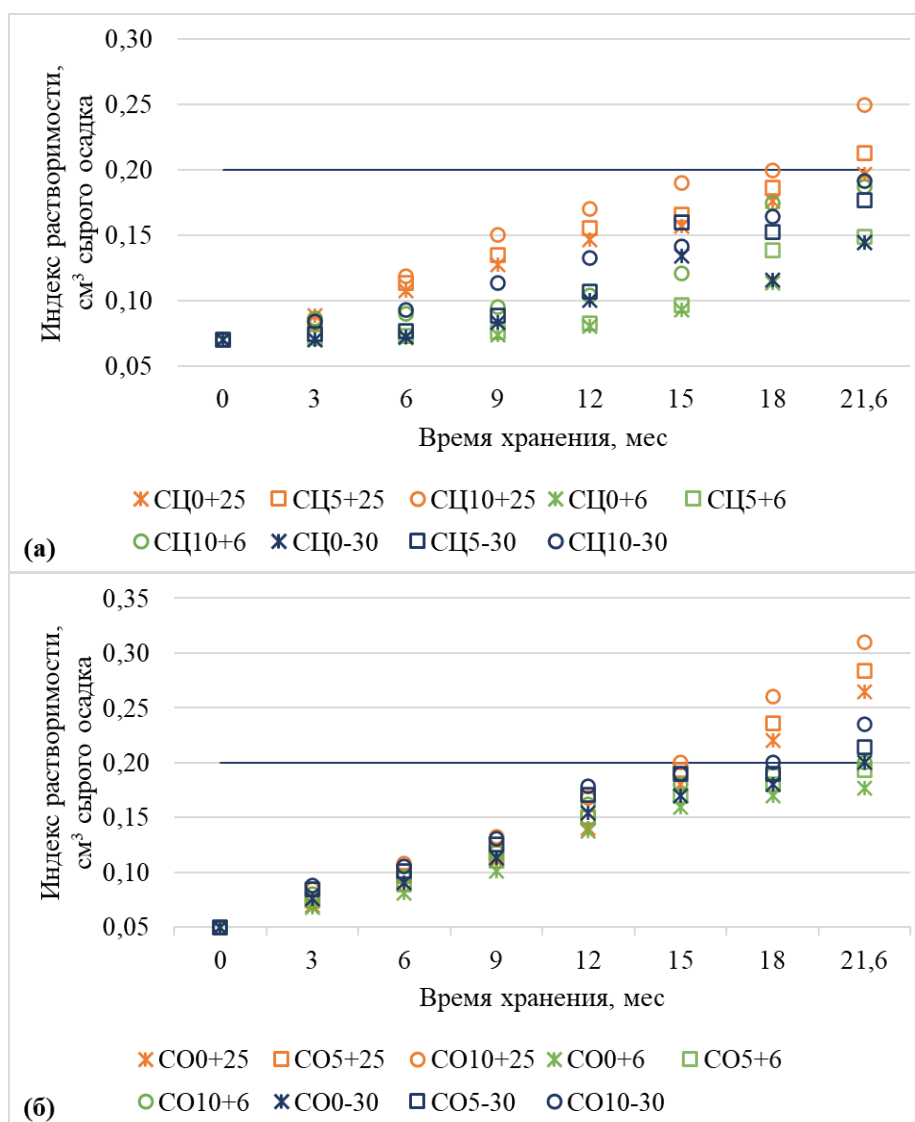 0,30
0,25
0,20
0,15
0,10
0,05
Индекс растворимости,
см³ сырого осадка
0 3 6 9 12 15 18 21,6
Время хранения, мес
СЦ0+25 СЦ5+25 СЦ10+25 СЦ0+6 СЦ5+6
СЦ10+6 СЦ0-30 СЦ5-30 СЦ10-30
(а)
0,35
0,30
0,25
0,20
0,15
0,10
0,05
Индекс растворимости,
см³ сырого осадка
0 3 6 9 12 15 18 21,6
Время хранения, мес
СО0+25 СО5+25 СО10+25 СО0+6 СО5+6
СО10+6 СО0-30 СО5-30 СО10-30
(б)